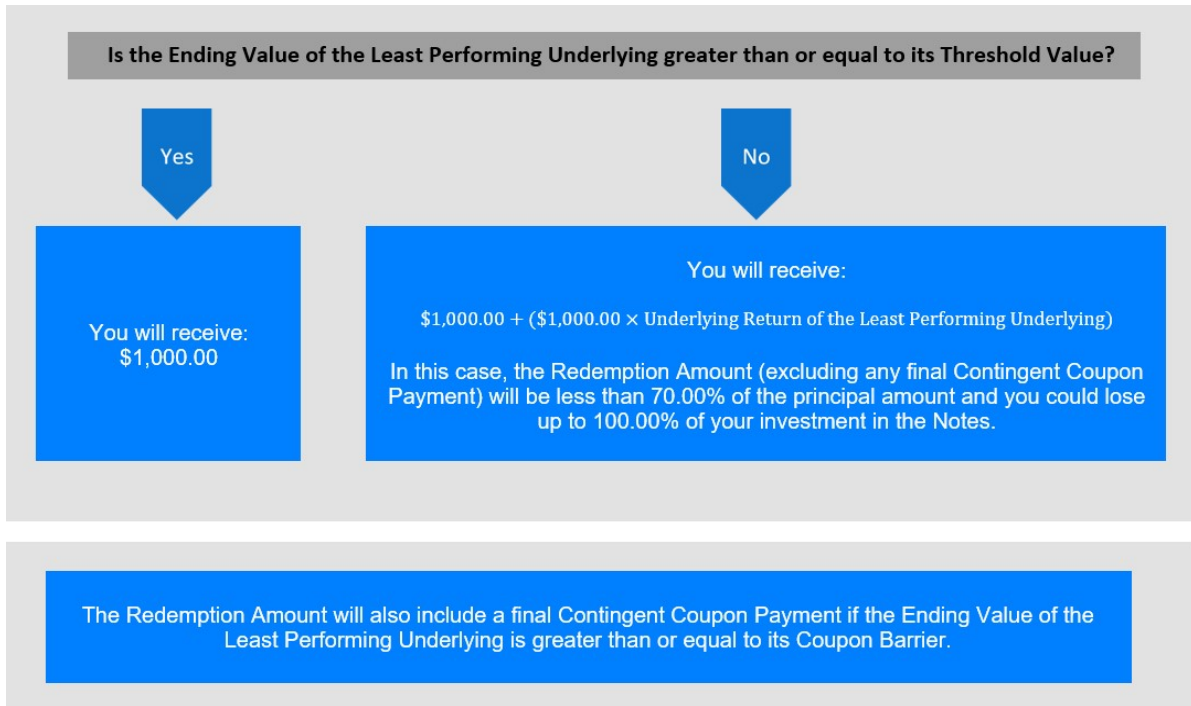 Is the Ending Value of the Least Performing Underlying greater than or equal to its Threshold Value?
Yes
No
You will receive:
$1,000.00
You will receive:
$1,000.00 + ($1,000.00 × Underlying Return of the Least Performing Underlying)
In this case, the Redemption Amount (excluding any final Contingent Coupon
Payment) will be less than 70.00% of the principal amount and you could lose
up to 100.00% of your investment in the Notes.
The Redemption Amount will also include a final Contingent Coupon Payment if the Ending Value of the
Least Performing Underlying is greater than or equal to its Coupon Barrier.